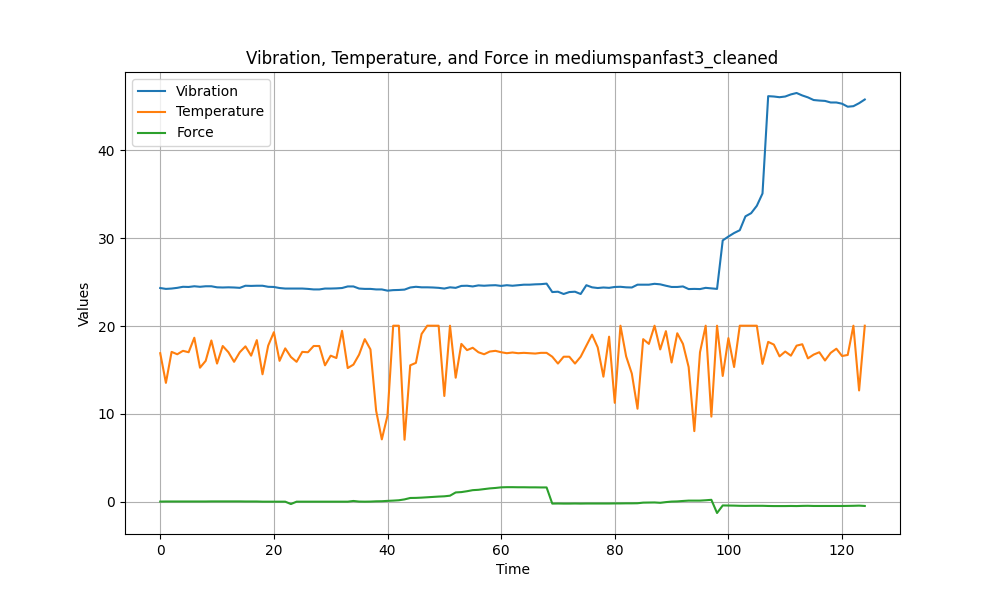 Vibration, Temperature, and Force in mediumspanfast3_cleaned
Vibration
Temperature
Force
Values
40
30
20
10
0
0 20 40 60 80 100 120
Time